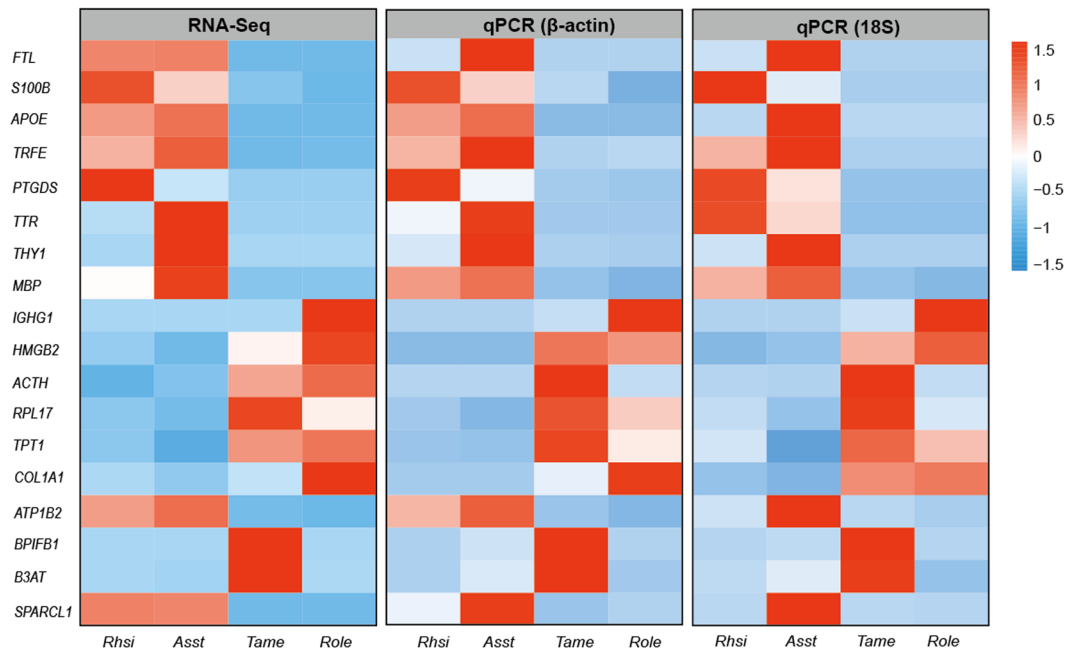 RNA-Seq qPCR (β-actin) qPCR (18S)
FTL
S100B
APOE
TRFE
PTGDS
TTR
THY1
MBP
IGHG1
HMGB2
ACTH
RPL17
TPT1
COL1A1
ATP1B2
BPIFB1
B3AT
SPARCL1
1.5
1
0.5
0
−0.5
−1
−1.5
Rhsi Asst Tame Role Rhsi Asst Tame Role Rhsi Asst Tame Role